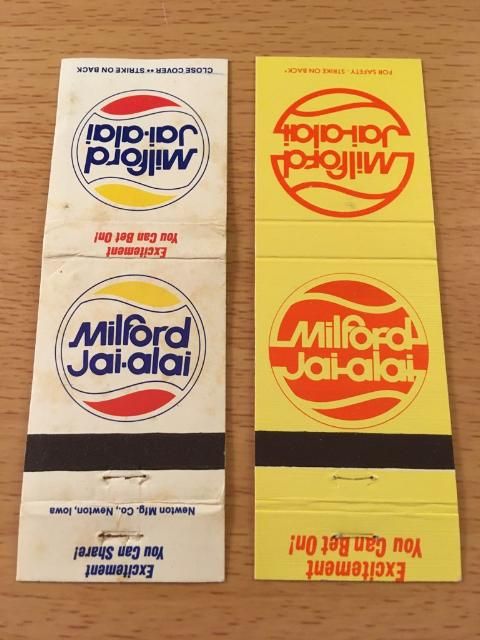 CLOSE COVER •• STRIKE ON BACK
Milford
Jai•alai
Excitement
You Can Bet On!
Milford
Jai•alai
Newton Mfg. Co., Newton, Iowa
Excitement
You Can Share!
FOR SAFETY - STRIKE ON BACK
Milford
Jai-alai
Milford
Jai-alai
Excitement
You Can Bet On!